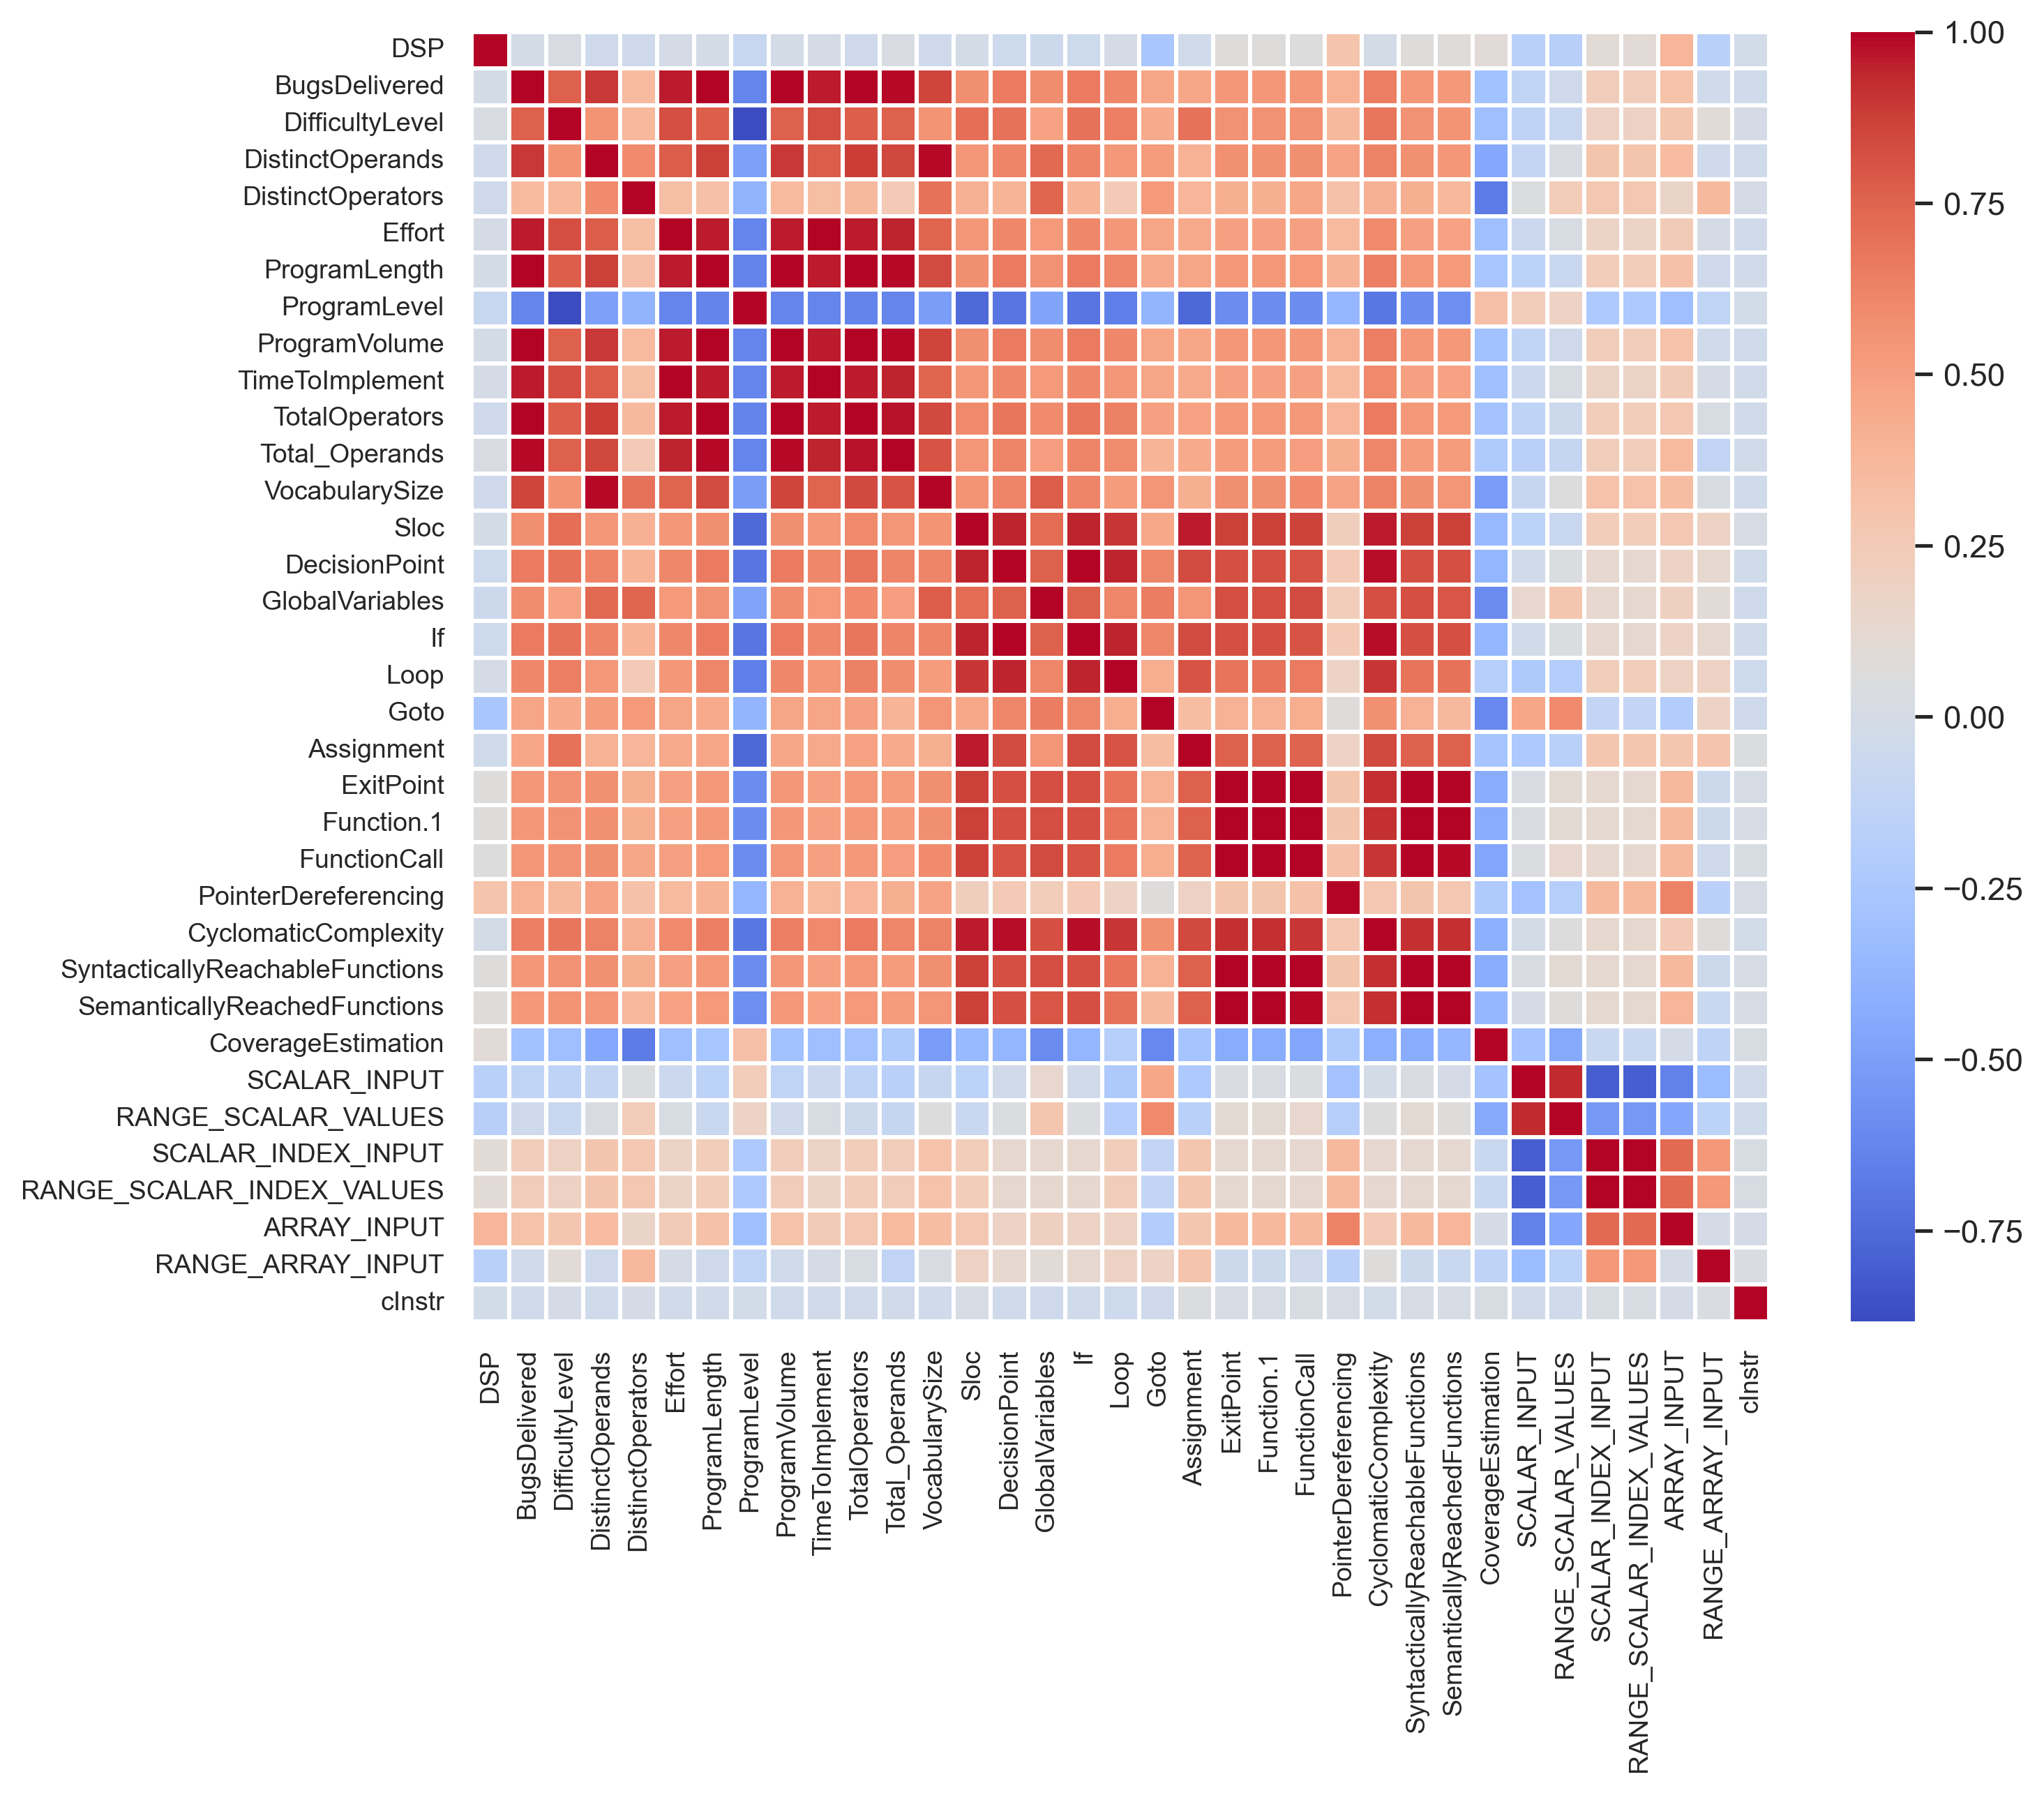 DSP
BugsDelivered
DifficultyLevel
DistinctOperands
DistinctOperators
Effort
ProgramLength
ProgramLevel
ProgramVolume
TimeToImplement
TotalOperators
Total_Operands
VocabularySize
Sloc
DecisionPoint
GlobalVariables
If
Loop
Goto
Assignment
ExitPoint
Function.1
FunctionCall
PointerDereferencing
CyclomaticComplexity
SyntacticallyReachableFunctions
SemanticallyReachedFunctions
CoverageEstimation
SCALAR_INPUT
RANGE_SCALAR_VALUES
SCALAR_INDEX_INPUT
RANGE_SCALAR_INDEX_VALUES
ARRAY_INPUT
RANGE_ARRAY_INPUT
cInstr
DSP
BugsDelivered
DifficultyLevel
DistinctOperands
DistinctOperators
Effort
ProgramLength
ProgramLevel
ProgramVolume
TimeToImplement
TotalOperators
Total_Operands
VocabularySize
Sloc
DecisionPoint
GlobalVariables
If
Loop
Goto
Assignment
ExitPoint
Function.1
FunctionCall
PointerDereferencing
CyclomaticComplexity
SyntacticallyReachableFunctions
SemanticallyReachedFunctions
CoverageEstimation
SCALAR_INPUT
RANGE_SCALAR_VALUES
SCALAR_INDEX_INPUT
RANGE_SCALAR_INDEX_VALUES
ARRAY_INPUT
RANGE_ARRAY_INPUT
cInstr
1.00
0.75
0.50
0.25
0.00
−0.25
−0.50
−0.75